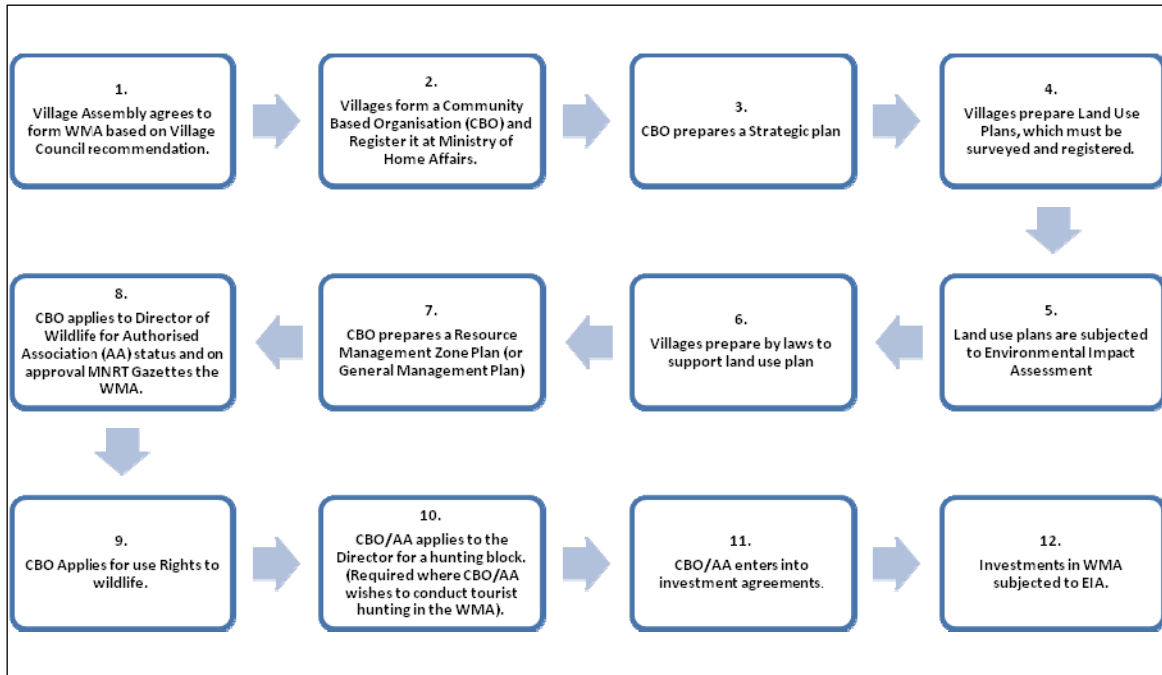 1.
Village Assembly agrees to
form WMA based on Village
Council recommendation.
2.
Villages form a Community
Based Organisation (CBO) and
Register it at Ministry of
Home Affairs.
3.
CBO prepares a Strategic plan
4.
Villages prepare Land Use
Plans, which must be
surveyed and registered.
5.
Land use plans are subjected
to Environmental Impact
Assessment
6.
Villages prepare by laws to
support land use plan
7.
CBO prepares a Resource
Management Zone Plan (or
General Management Plan)
8.
CBO applies to Director of
Wildlife for Authorised
Association (AA) status and on
approval MNRT Gazettes the
WMA.
9.
CBO Applies for use Rights to
wildlife.
10.
CBO/AA applies to the
Director for a hunting block.
(Required where CBO/AA
wishes to conduct tourist
hunting in the WMA).
11.
CBO/AA enters into
investment agreements.
12.
Investments in WMA
subjected to EIA.